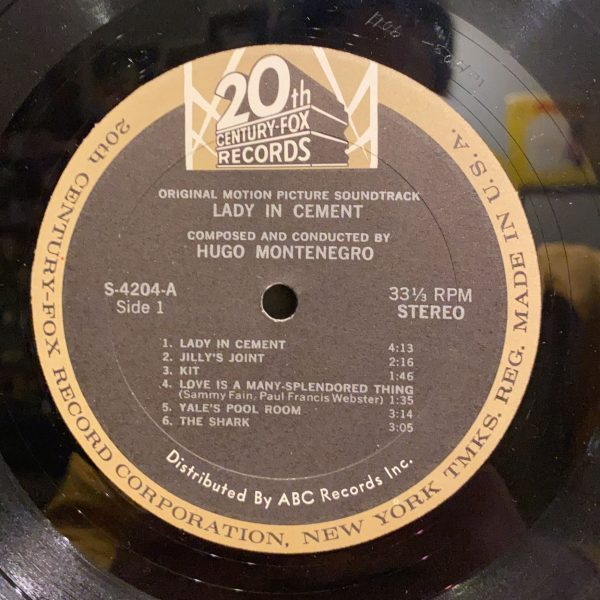 20th
CENTURY-FOX
RECORDS
ORIGINAL MOTION PICTURE SOUNDTRACK
LADY IN CEMENT
COMPOSED AND CONDUCTED BY
HUGO MONTENEGRO
S-4204-A
Side 1
33⅓ RPM
STEREO
1. LADY IN CEMENT 4:13
2. JILLY'S JOINT 2:16
3. KIT 1:46
4. LOVE IS A MANY-SPLENDORED THING
(Sammy Fain, Paul Francis Webster) 1:35
5. YALE'S POOL ROOM 3:14
6. THE SHARK 3:05
Distributed By ABC Records Inc.
20th CENTURY-FOX RECORD CORPORATION, NEW YORK TMKS. REG. MADE IN U.S.A.